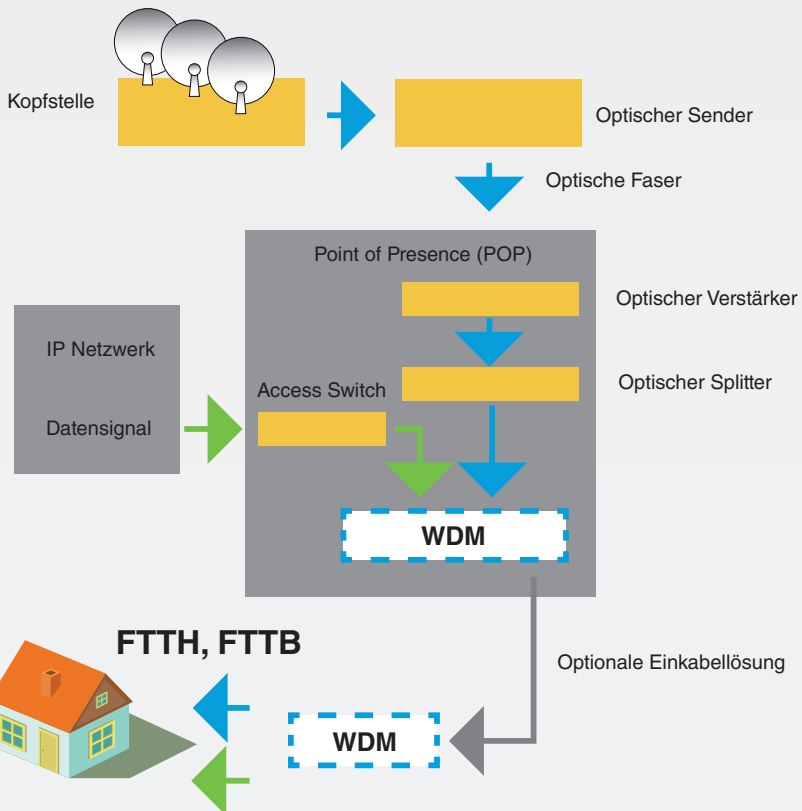 Kopfstelle
Optischer Sender
Optische Faser
Point of Presence (POP)
Optischer Verstärker
IP Netzwerk
Optischer Splitter
Access Switch
Datensignal
WDM
FTTH, FTTB
Optionale Einkabellösung
WDM